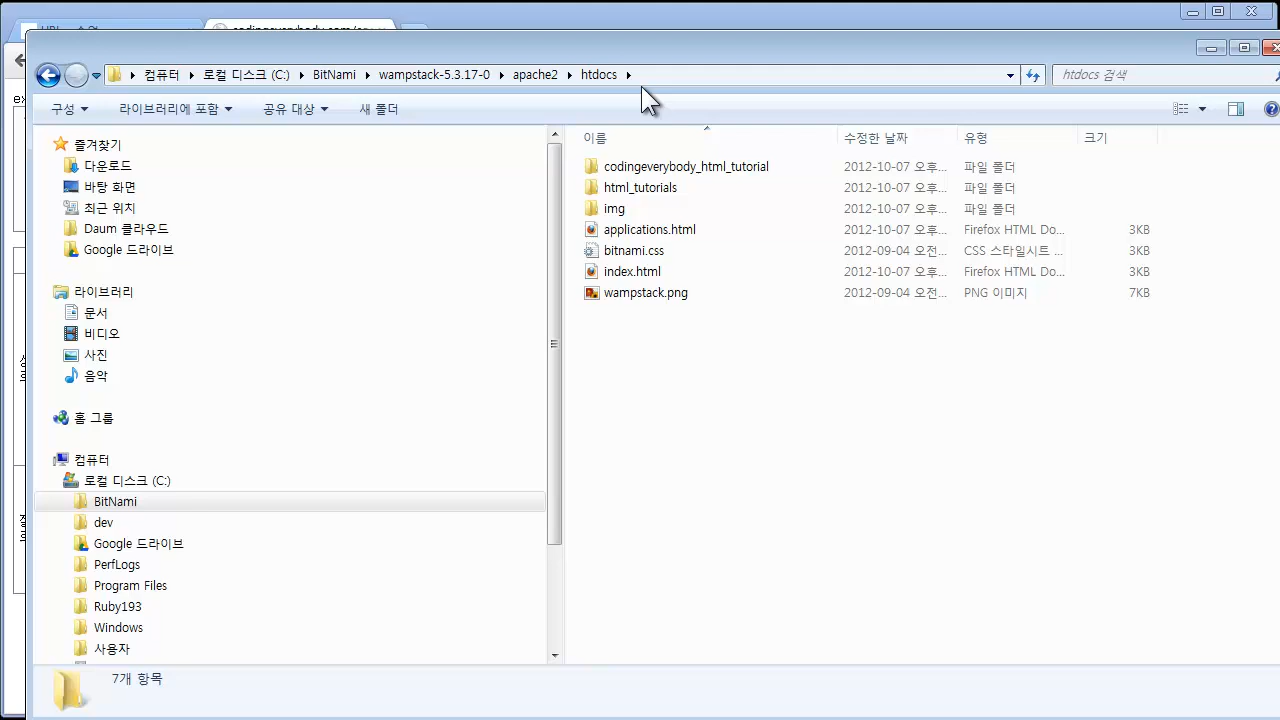 컴퓨터 로컬 디스크 (C:) BitNami wampstack-5.3.17-0 apache2 htdocs
htdocs 검색
구성 라이브러리에 포함 공유 대상 새 폴더
즐겨찾기
다운로드
바탕 화면
최근 위치
Daum 클라우드
Google 드라이브
라이브러리
문서
비디오
사진
음악
홈 그룹
컴퓨터
로컬 디스크 (C:)
BitNami
dev
Google 드라이브
PerfLogs
Program Files
Ruby193
Windows
사용자
이름 수정한 날짜 유형 크기
codingeverybody_html_tutorial 2012-10-07 오후... 파일 폴더
html_tutorials 2012-10-07 오후... 파일 폴더
img 2012-10-07 오후... 파일 폴더
applications.html 2012-10-07 오후... Firefox HTML Do... 3KB
bitnami.css 2012-09-04 오전... CSS 스타일시트 ... 3KB
index.html 2012-10-07 오후... Firefox HTML Do... 3KB
wampstack.png 2012-09-04 오전... PNG 이미지 7KB
7개 항목